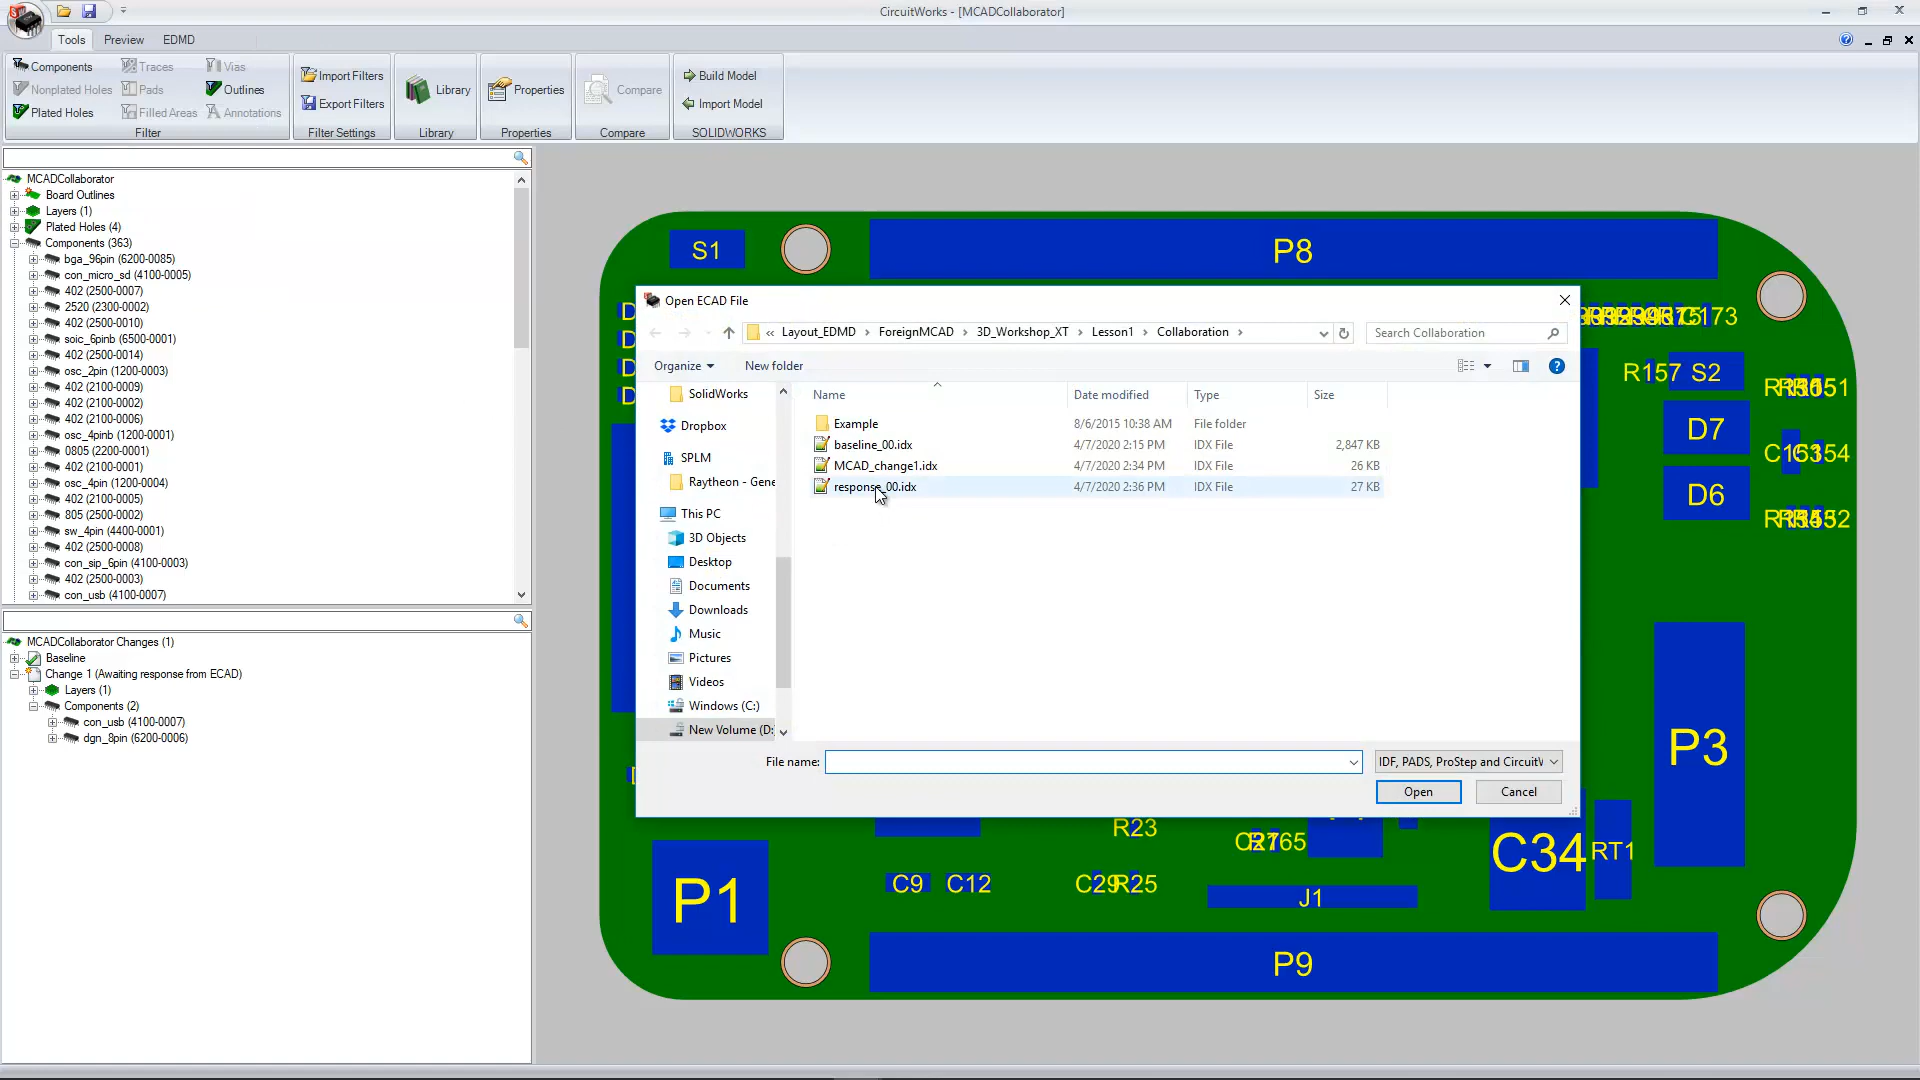 CircuitWorks - [MCADCollaborator]
Tools Preview EDMD
Components Traces Vias
Nonplated Holes Pads Outlines
Plated Holes Filled Areas Annotations
Filter
Import Filters
Export Filters
Filter Settings
Library
Library
Properties
Properties
Compare
Compare
Build Model
Import Model
SOLIDWORKS
MCADCollaborator
Board Outlines
Layers (1)
Plated Holes (4)
Components (363)
bga_96pin (6200-0085)
con_micro_sd (4100-0005)
402 (2500-0007)
2520 (2300-0002)
402 (2500-0010)
soic_6pinb (6500-0001)
402 (2500-0014)
osc_2pin (1200-0003)
402 (2100-0009)
402 (2100-0002)
402 (2100-0006)
osc_4pinb (1200-0001)
0805 (2200-0001)
402 (2100-0001)
osc_4pin (1200-0004)
402 (2100-0005)
805 (2500-0002)
sw_4pin (4400-0001)
402 (2500-0008)
con_sip_6pin (4100-0003)
402 (2500-0003)
con_usb (4100-0007)
MCADCollaborator Changes (1)
Baseline
Change 1 (Awaiting response from ECAD)
Layers (1)
Components (2)
con_usb (4100-0007)
dgn_8pin (6200-0006)
S1
P8
Open ECAD File
« Layout_EDMD › ForeignMCAD › 3D_Workshop_XT › Lesson1 › Collaboration ›
Search Collaboration
Organize New folder
SolidWorks
Dropbox
SPLM
Raytheon - Gene
This PC
3D Objects
Desktop
Documents
Downloads
Music
Pictures
Videos
Windows (C:)
New Volume (D:
Name Date modified Type Size
Example 8/6/2015 10:38 AM File folder
baseline_00.idx 4/7/2020 2:15 PM IDX File 2,847 KB
MCAD_change1.idx 4/7/2020 2:34 PM IDX File 26 KB
response_00.idx 4/7/2020 2:36 PM IDX File 27 KB
File name:
IDF, PADS, ProStep and CircuitW
Open Cancel
R157 S2
D7
D6
P3
R23
C34 RT1
P1
C9 C12
R25
J1
P9